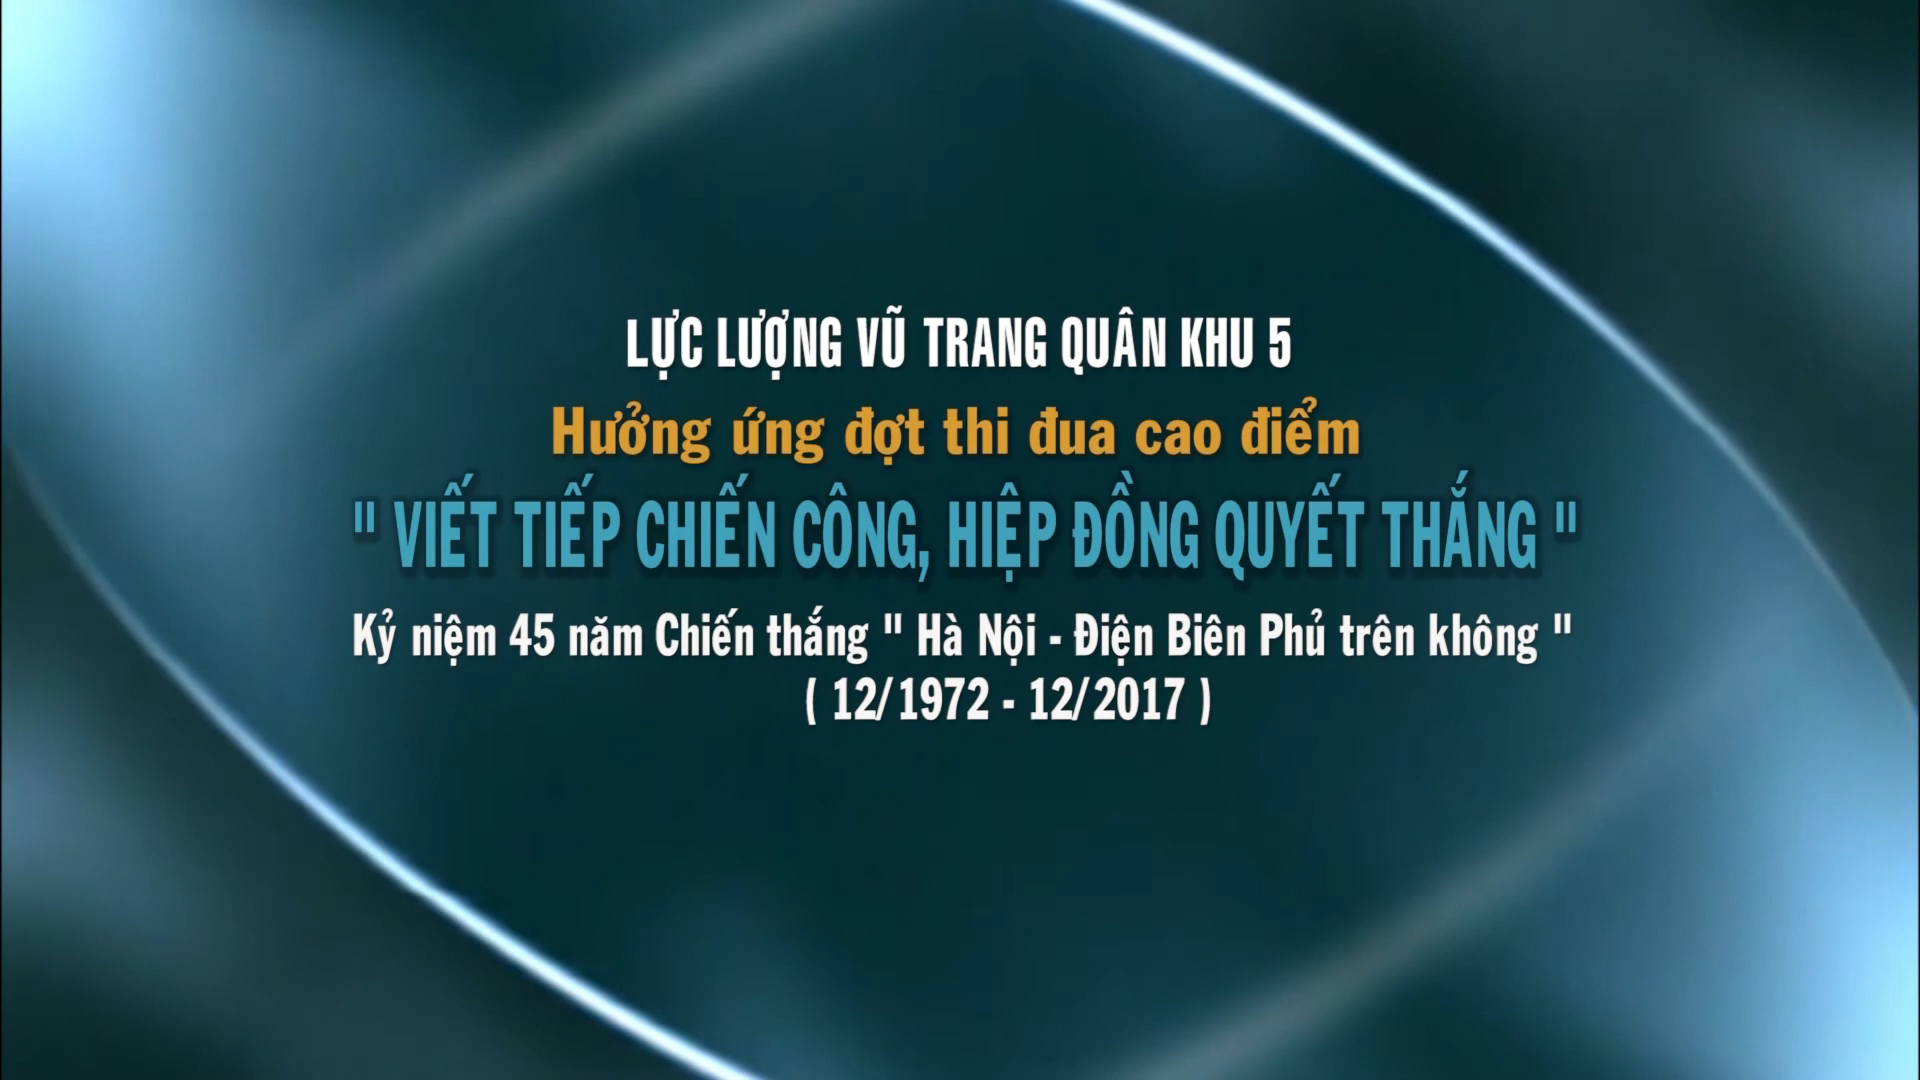 LỰC LƯỢNG VŨ TRANG QUÂN KHU 5
Hưởng ứng đợt thi đua cao điểm
" VIẾT TIẾP CHIẾN CÔNG, HIỆP ĐỒNG QUYẾT THẮNG "
Kỷ niệm 45 năm Chiến thắng " Hà Nội - Điện Biên Phủ trên không "
( 12/1972 - 12/2017 )